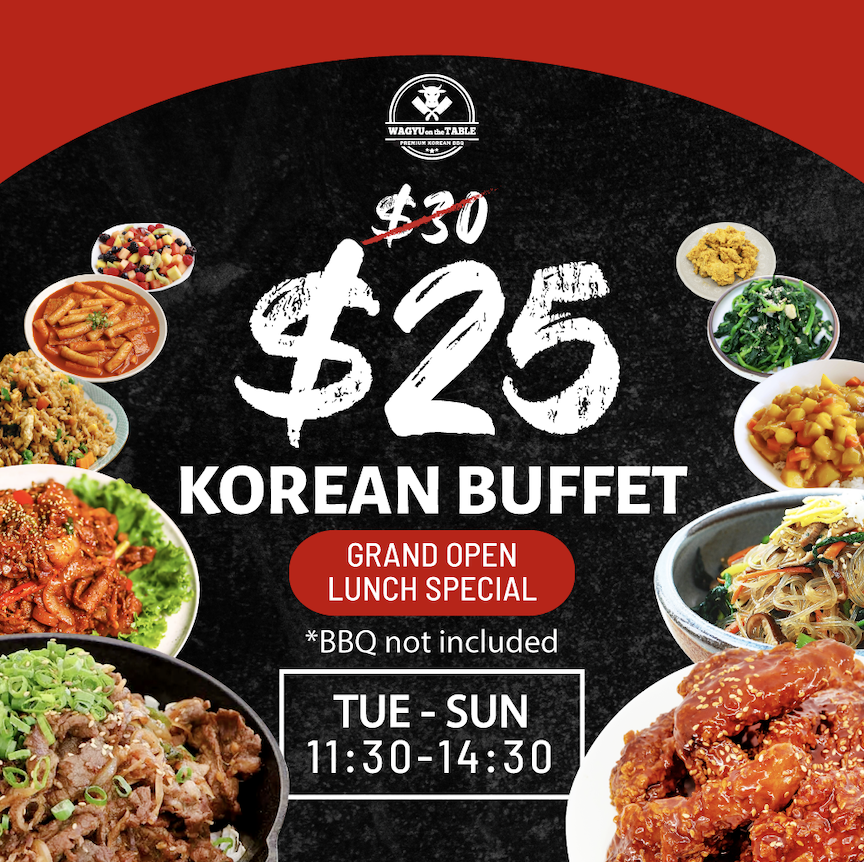 WAGYU on the TABLE
PREMIUM KOREAN BBQ
$30
$25
KOREAN BUFFET
GRAND OPEN
LUNCH SPECIAL
*BBQ not included
TUE - SUN
11:30-14:30